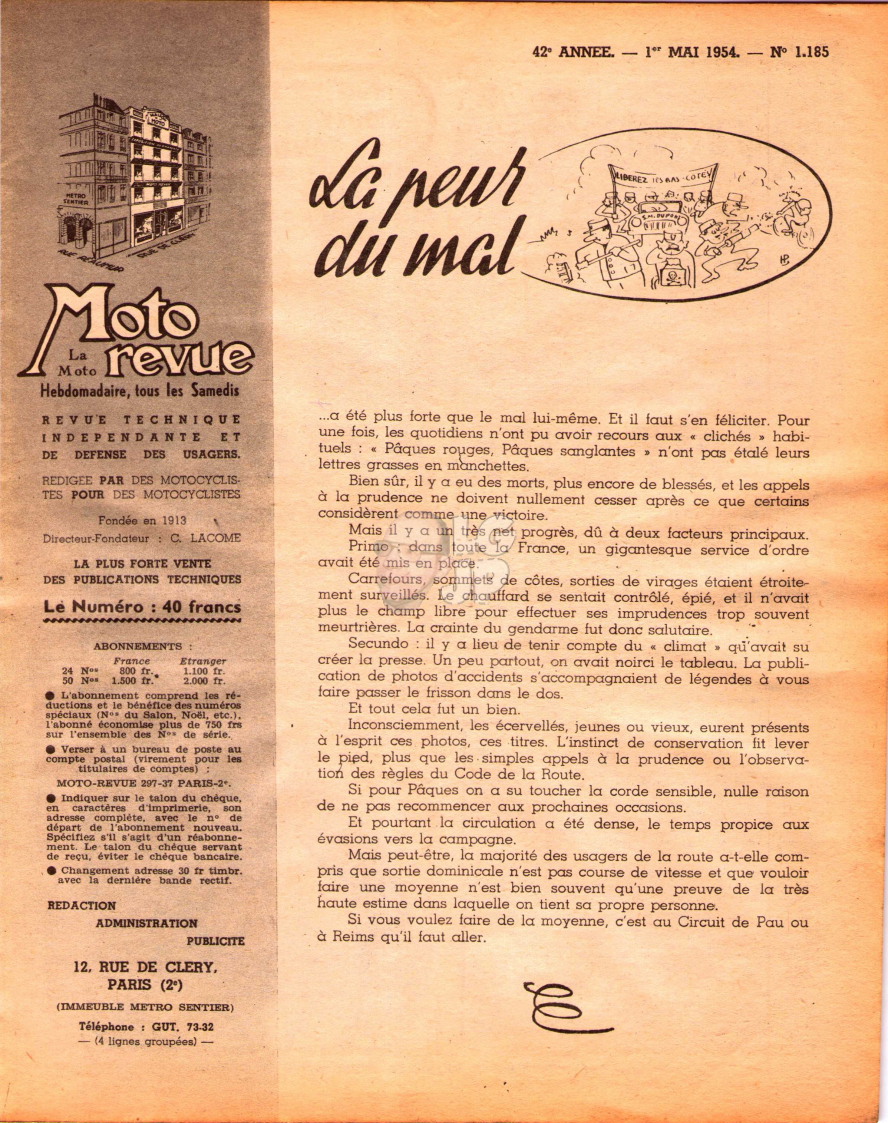 42e ANNEE. — 1er MAI 1954. — No 1.185
METRO
SENTIER
RUE REAUMUR
RUE DE CLERY
Moto
La
Moto revue
Hebdomadaire, tous les Samedis
REVUE TECHNIQUE
INDEPENDANTE ET
DE DEFENSE DES USAGERS.
REDIGEE PAR DES MOTOCYCLIS-
TES POUR DES MOTOCYCLISTES
Fondée en 1913
Directeur-Fondateur : C. LACOME
LA PLUS FORTE VENTE
DES PUBLICATIONS TECHNIQUES
Le Numéro : 40 francs
ABONNEMENTS :
France Etranger
24 Nos 800 fr. 1.100 fr.
50 Nos 1.500 fr. 2.000 fr.
● L'abonnement comprend les ré-
ductions et le bénéfice des numéros
spéciaux (Nos du Salon, Noël, etc.),
l'abonné économise plus de 750 frs
sur l'ensemble des Nos de série.
● Verser à un bureau de poste au
compte postal (virement pour les
titulaires de comptes) :
MOTO-REVUE 297-37 PARIS-2e.
● Indiquer sur le talon du chèque,
en caractères d'imprimerie, son
adresse complète, avec le no de
départ de l'abonnement nouveau.
Spécifiez s'il s'agit d'un réabonne-
ment. Le talon du chèque servant
de reçu, éviter le chèque bancaire.
● Changement adresse 30 fr timbr.
avec la dernière bande rectif.
REDACTION
ADMINISTRATION
PUBLICITE
12, RUE DE CLERY,
PARIS (2e)
(IMMEUBLE METRO SENTIER)
Téléphone : GUT. 73-32
— (4 lignes groupées) —
La peur
du mal
LIBEREZ LES BAS-COTES
...a été plus forte que le mal lui-même. Et il faut s'en féliciter. Pour
une fois, les quotidiens n'ont pu avoir recours aux « clichés » habi-
tuels : « Pâques rouges, Pâques sanglantes » n'ont pas étalé leurs
lettres grasses en manchettes.
Bien sûr, il y a eu des morts, plus encore de blessés, et les appels
à la prudence ne doivent nullement cesser après ce que certains
considèrent comme une victoire.
Mais il y a un très net progrès, dû à deux facteurs principaux.
Primo : dans toute la France, un gigantesque service d'ordre
avait été mis en place.
Carrefours, sommets de côtes, sorties de virages étaient étroite-
ment surveillés. Le chauffard se sentait contrôlé, épié, et il n'avait
plus le champ libre pour effectuer ses imprudences trop souvent
meurtrières. La crainte du gendarme fut donc salutaire.
Secundo : il y a lieu de tenir compte du « climat » qu'avait su
créer la presse. Un peu partout, on avait noirci le tableau. La publi-
cation de photos d'accidents s'accompagnaient de légendes à vous
faire passer le frisson dans le dos.
Et tout cela fut un bien.
Inconsciemment, les écervellés, jeunes ou vieux, eurent présents
à l'esprit ces photos, ces titres. L'instinct de conservation fit lever
le pied, plus que les simples appels à la prudence ou l'observa-
tion des règles du Code de la Route.
Si pour Pâques on a su toucher la corde sensible, nulle raison
de ne pas recommencer aux prochaines occasions.
Et pourtant la circulation a été dense, le temps propice aux
évasions vers la campagne.
Mais peut-être, la majorité des usagers de la route a-t-elle com-
pris que sortie dominicale n'est pas course de vitesse et que vouloir
faire une moyenne n'est bien souvent qu'une preuve de la très
haute estime dans laquelle on tient sa propre personne.
Si vous voulez faire de la moyenne, c'est au Circuit de Pau ou
à Reims qu'il faut aller.